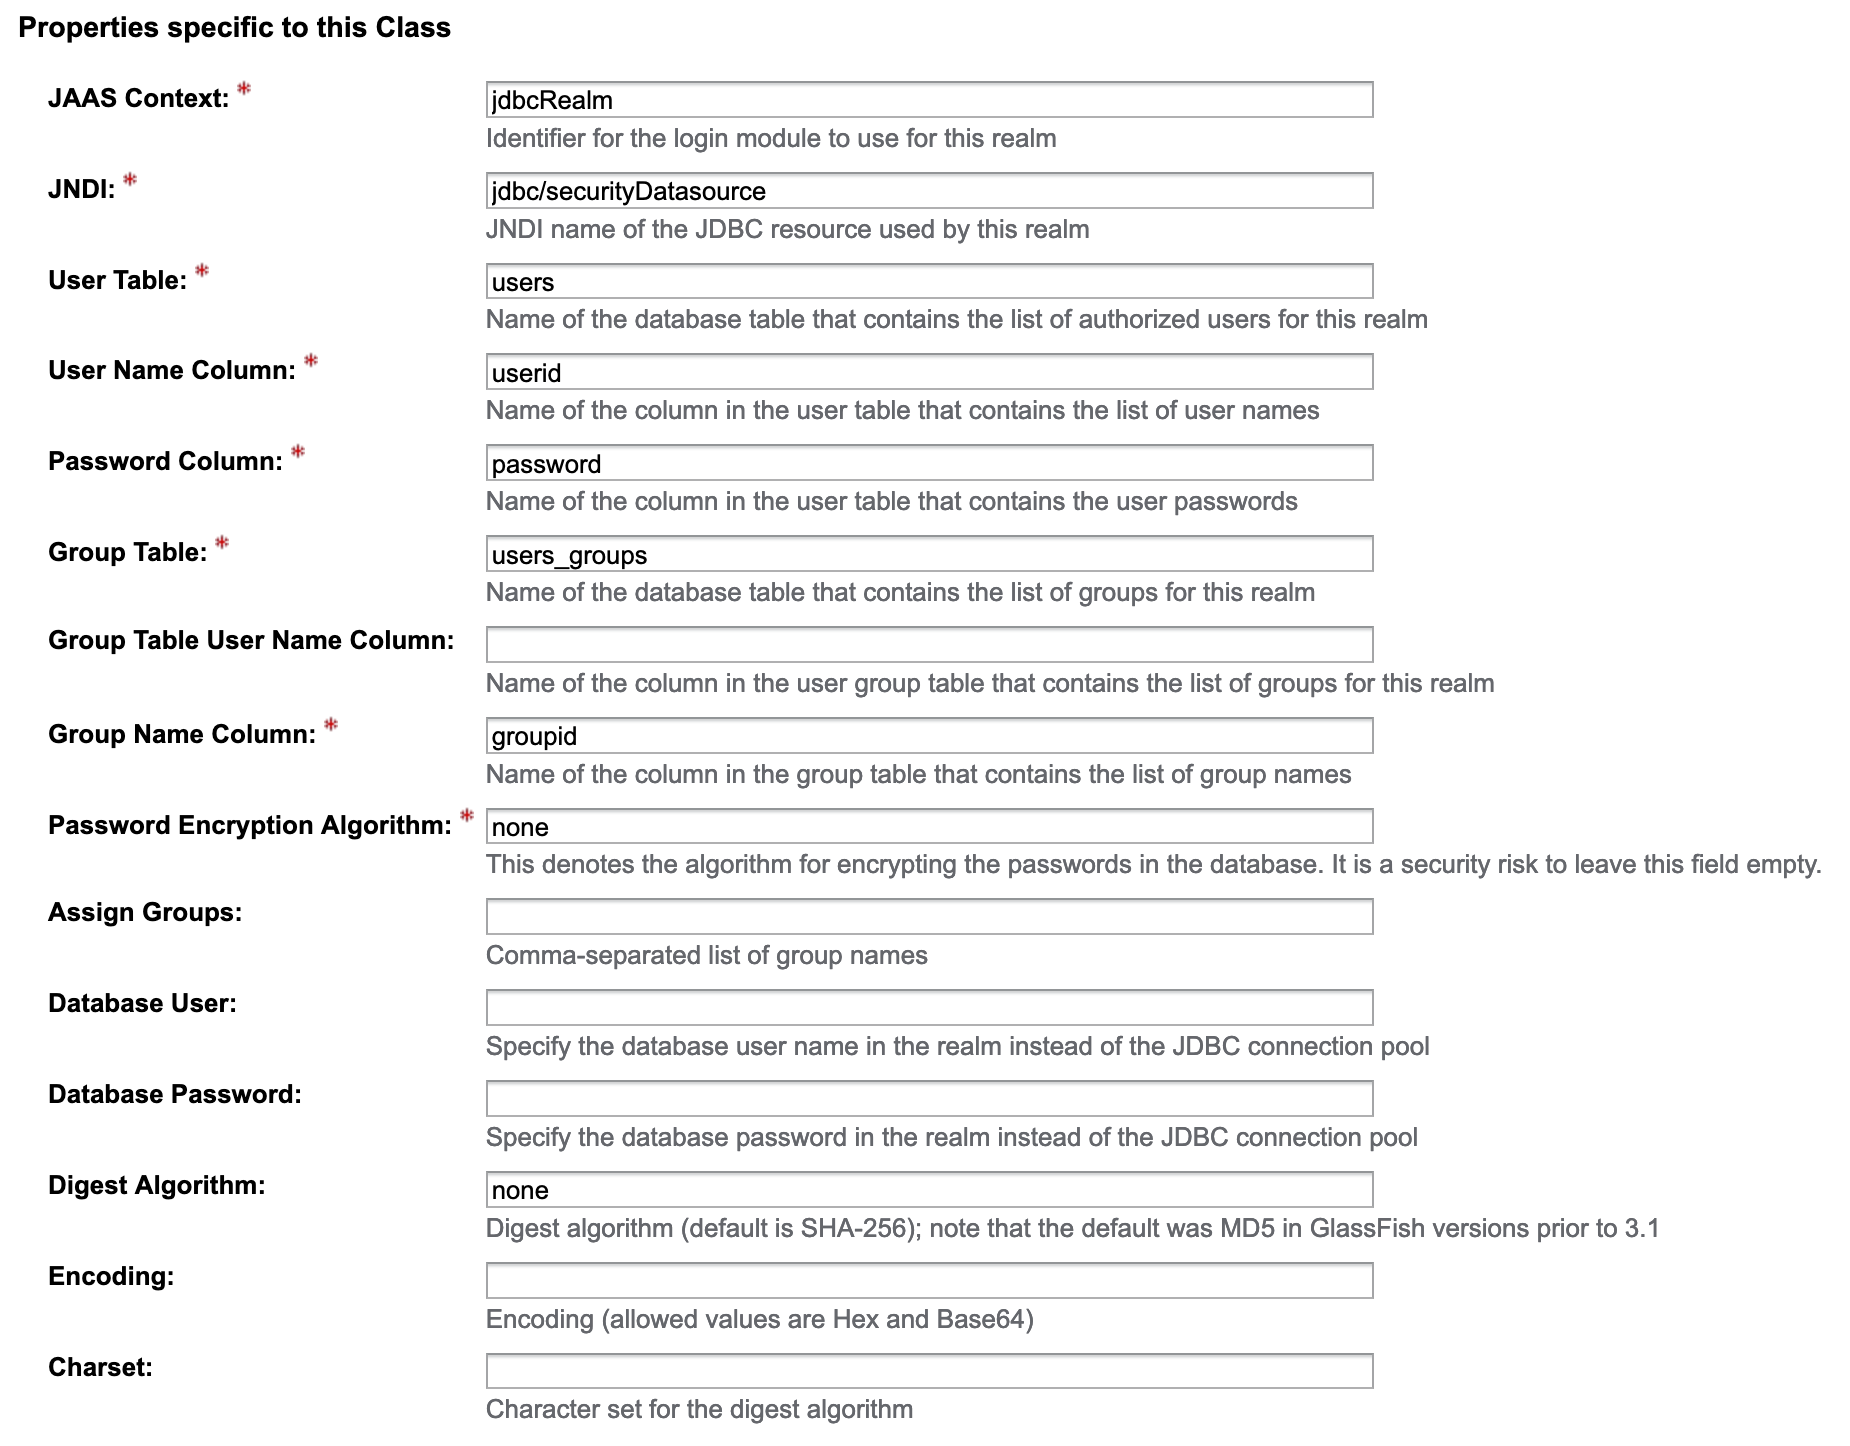 Properties specific to this Class
JAAS Context: *
jdbcRealm
Identifier for the login module to use for this realm
JNDI: *
jdbc/securityDatasource
JNDI name of the JDBC resource used by this realm
User Table: *
users
Name of the database table that contains the list of authorized users for this realm
User Name Column: *
userid
Name of the column in the user table that contains the list of user names
Password Column: *
password
Name of the column in the user table that contains the user passwords
Group Table: *
users_groups
Name of the database table that contains the list of groups for this realm
Group Table User Name Column:
Name of the column in the user group table that contains the list of groups for this realm
Group Name Column: *
groupid
Name of the column in the group table that contains the list of group names
Password Encryption Algorithm: *
none
This denotes the algorithm for encrypting the passwords in the database. It is a security risk to leave this field empty.
Assign Groups:
Comma-separated list of group names
Database User:
Specify the database user name in the realm instead of the JDBC connection pool
Database Password:
Specify the database password in the realm instead of the JDBC connection pool
Digest Algorithm:
none
Digest algorithm (default is SHA-256); note that the default was MD5 in GlassFish versions prior to 3.1
Encoding:
Encoding (allowed values are Hex and Base64)
Charset:
Character set for the digest algorithm